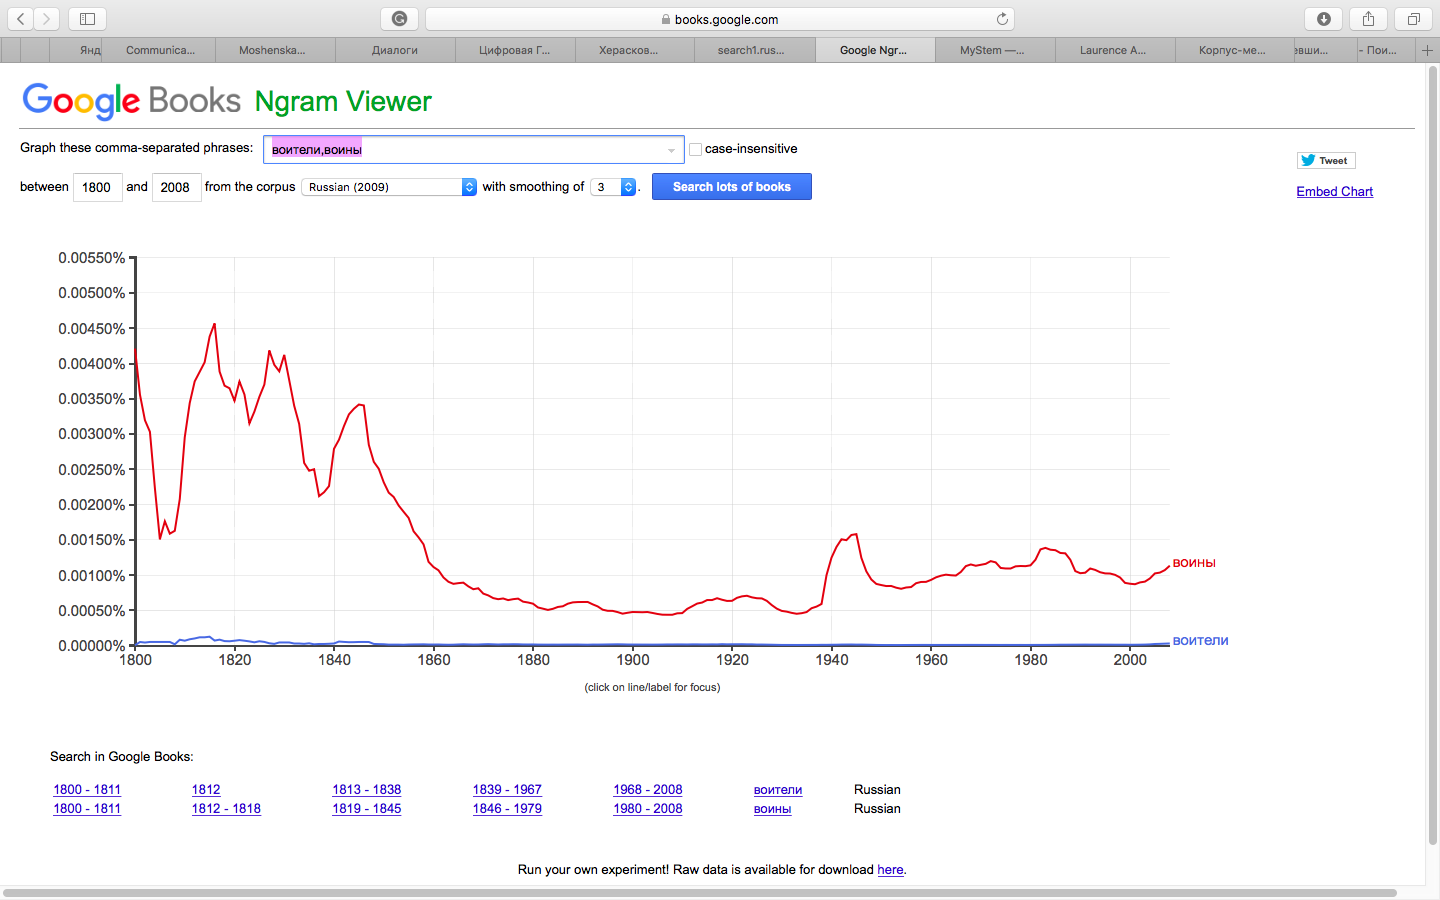 books.google.com
Янд Communica... Moshenska... Диалоги Цифровая Г... Херасков... search1.rus... Google Ngr... MyStem —... Laurence A... Корпус-ме... евши... - Пои...
Google Books Ngram Viewer
Graph these comma-separated phrases: воители,воины case-insensitive
Tweet
between 1800 and 2008 from the corpus Russian (2009) with smoothing of 3 . Search lots of books
Embed Chart
0.00550%
0.00500%
0.00450%
0.00400%
0.00350%
0.00300%
0.00250%
0.00200%
0.00150%
0.00100%
0.00050%
0.00000%
воины
воители
1800 1820 1840 1860 1880 1900 1920 1940 1960 1980 2000
(click on line/label for focus)
Search in Google Books:
1800 - 1811 1812 1813 - 1838 1839 - 1967 1968 - 2008 воители Russian
1800 - 1811 1812 - 1818 1819 - 1845 1846 - 1979 1980 - 2008 воины Russian
Run your own experiment! Raw data is available for download here.